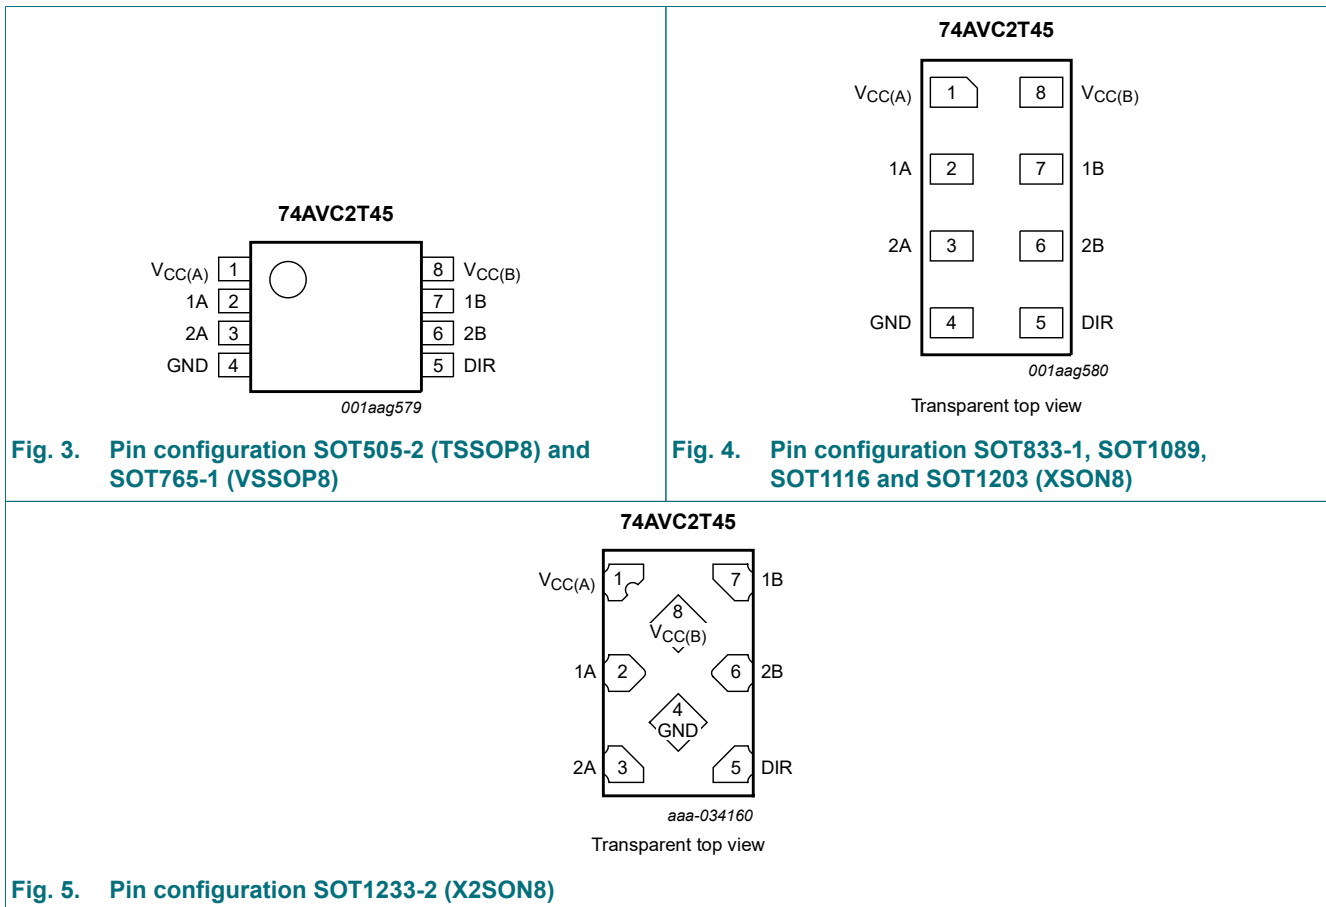 74AVC2T45
VCC(A) 1 8 VCC(B)
1A 2 7 1B
2A 3 6 2B
GND 4 5 DIR
001aag579
Fig. 3. Pin configuration SOT505-2 (TSSOP8) and
SOT765-1 (VSSOP8)
74AVC2T45
VCC(A) 1 8 VCC(B)
1A 2 7 1B
2A 3 6 2B
GND 4 5 DIR
001aag580
Transparent top view
Fig. 4. Pin configuration SOT833-1, SOT1089,
SOT1116 and SOT1203 (XSON8)
74AVC2T45
VCC(A) 1 7 1B
8
VCC(B)
1A 2 6 2B
4
GND
2A 3 5 DIR
aaa-034160
Transparent top view
Fig. 5. Pin configuration SOT1233-2 (X2SON8)